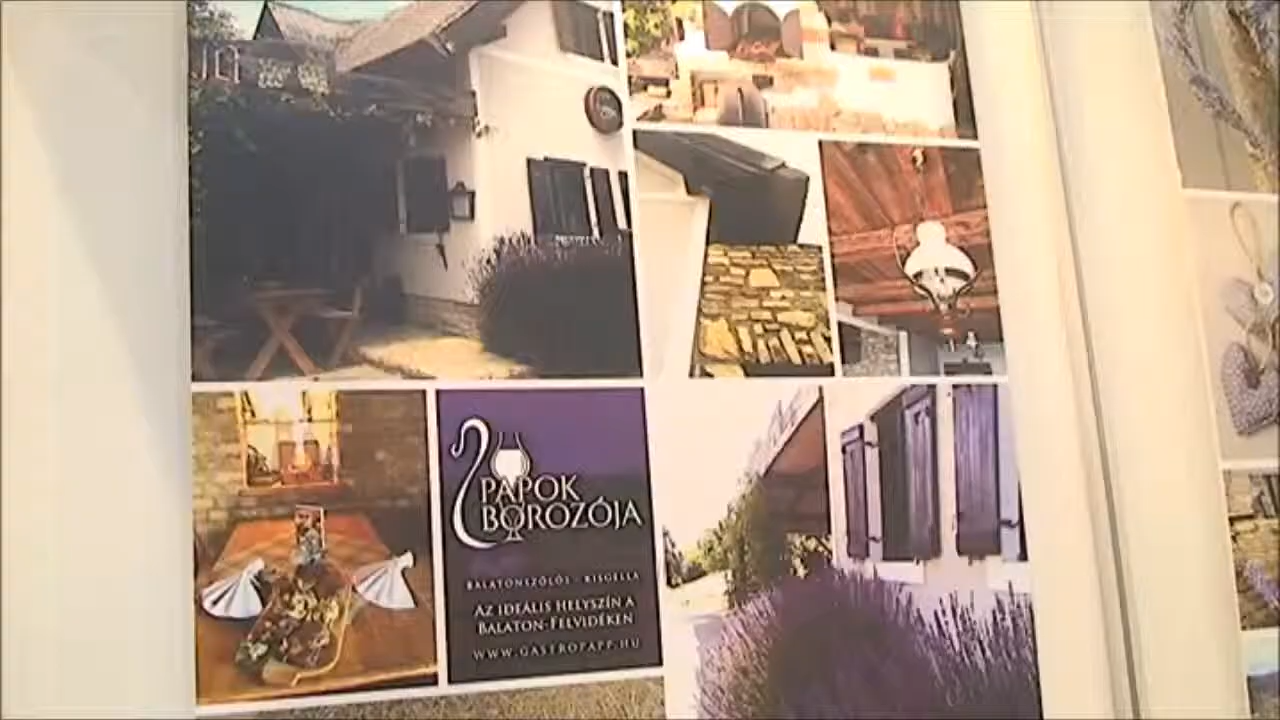 PAPOK
BOROZÓJA
BALATONSZŐLŐS - KISGELLA
AZ IDEÁLIS HELYSZÍN A
BALATON-FELVIDÉKEN
WWW.GASTROPAPP.HU